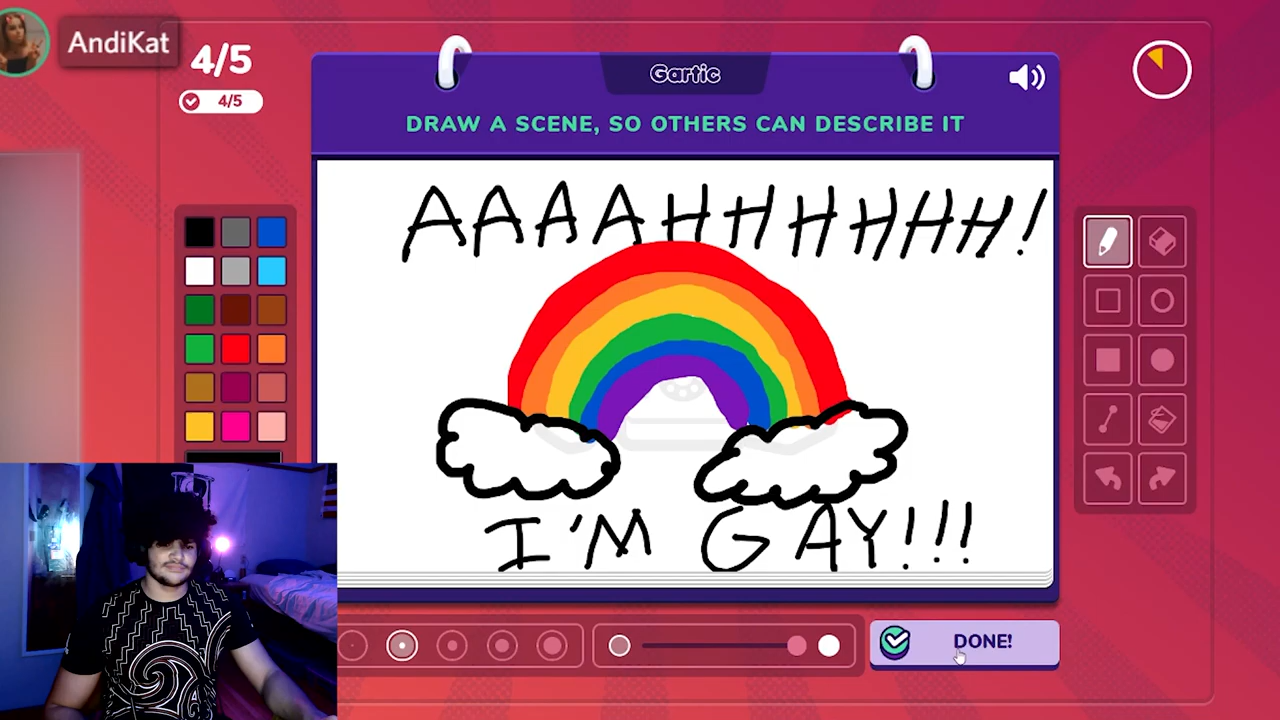 AndiKat
4/5
4/5
Gartic
DRAW A SCENE, SO OTHERS CAN DESCRIBE IT
AAAAHHHHHH!
I'M GAY!!!
DONE!